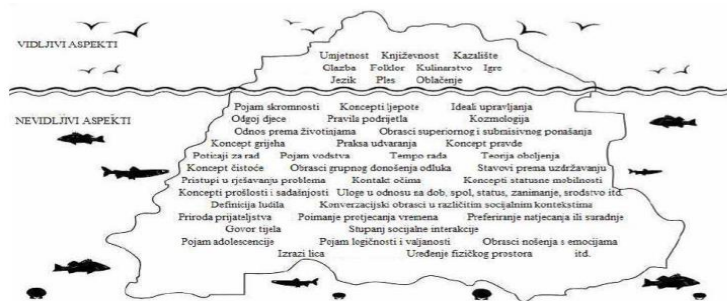 VIDLJIVI ASPEKTI
Umjetnost Književnost Kazalište
Glazba Folklor Kulinarstvo Igre
Jezik Ples Oblačenje
NEVIDLJIVI ASPEKTI
Pojam skromnosti Koncepti ljepote Ideali upravljanja
Odgoj djece Pravila podrijetla Kozmologija
Odnos prema životinjama Obrasci superiornog i submisivnog ponašanja
Koncept grijeha Praksa udvaranja Koncept pravde
Poticaji za rad Pojam vodstva Tempo rada Teorija oboljenja
Koncept čistoće Obrasci grupnog donošenja odluka Stavovi prema uzdržavanju
Pristupi u rješavanju problema Kontakt očima Koncepti statusne mobilnosti
Koncepti prošlosti i sadašnjosti Uloge u odnosu na dob, spol, status, zanimanje, srodstvo itd.
Definicija ludila Konverzacijski obrasci u različitim socijalnim kontekstima
Priroda prijateljstva Poimanje protjecanja vremena Preferiranje natjecanja ili suradnje
Govor tijela Stupanj socijalne interakcije
Pojam adolescencije Pojam logičnosti i valjanosti Obrasci nošenja s emocijama
Izrazi lica Uređenje fizičkog prostora itd.